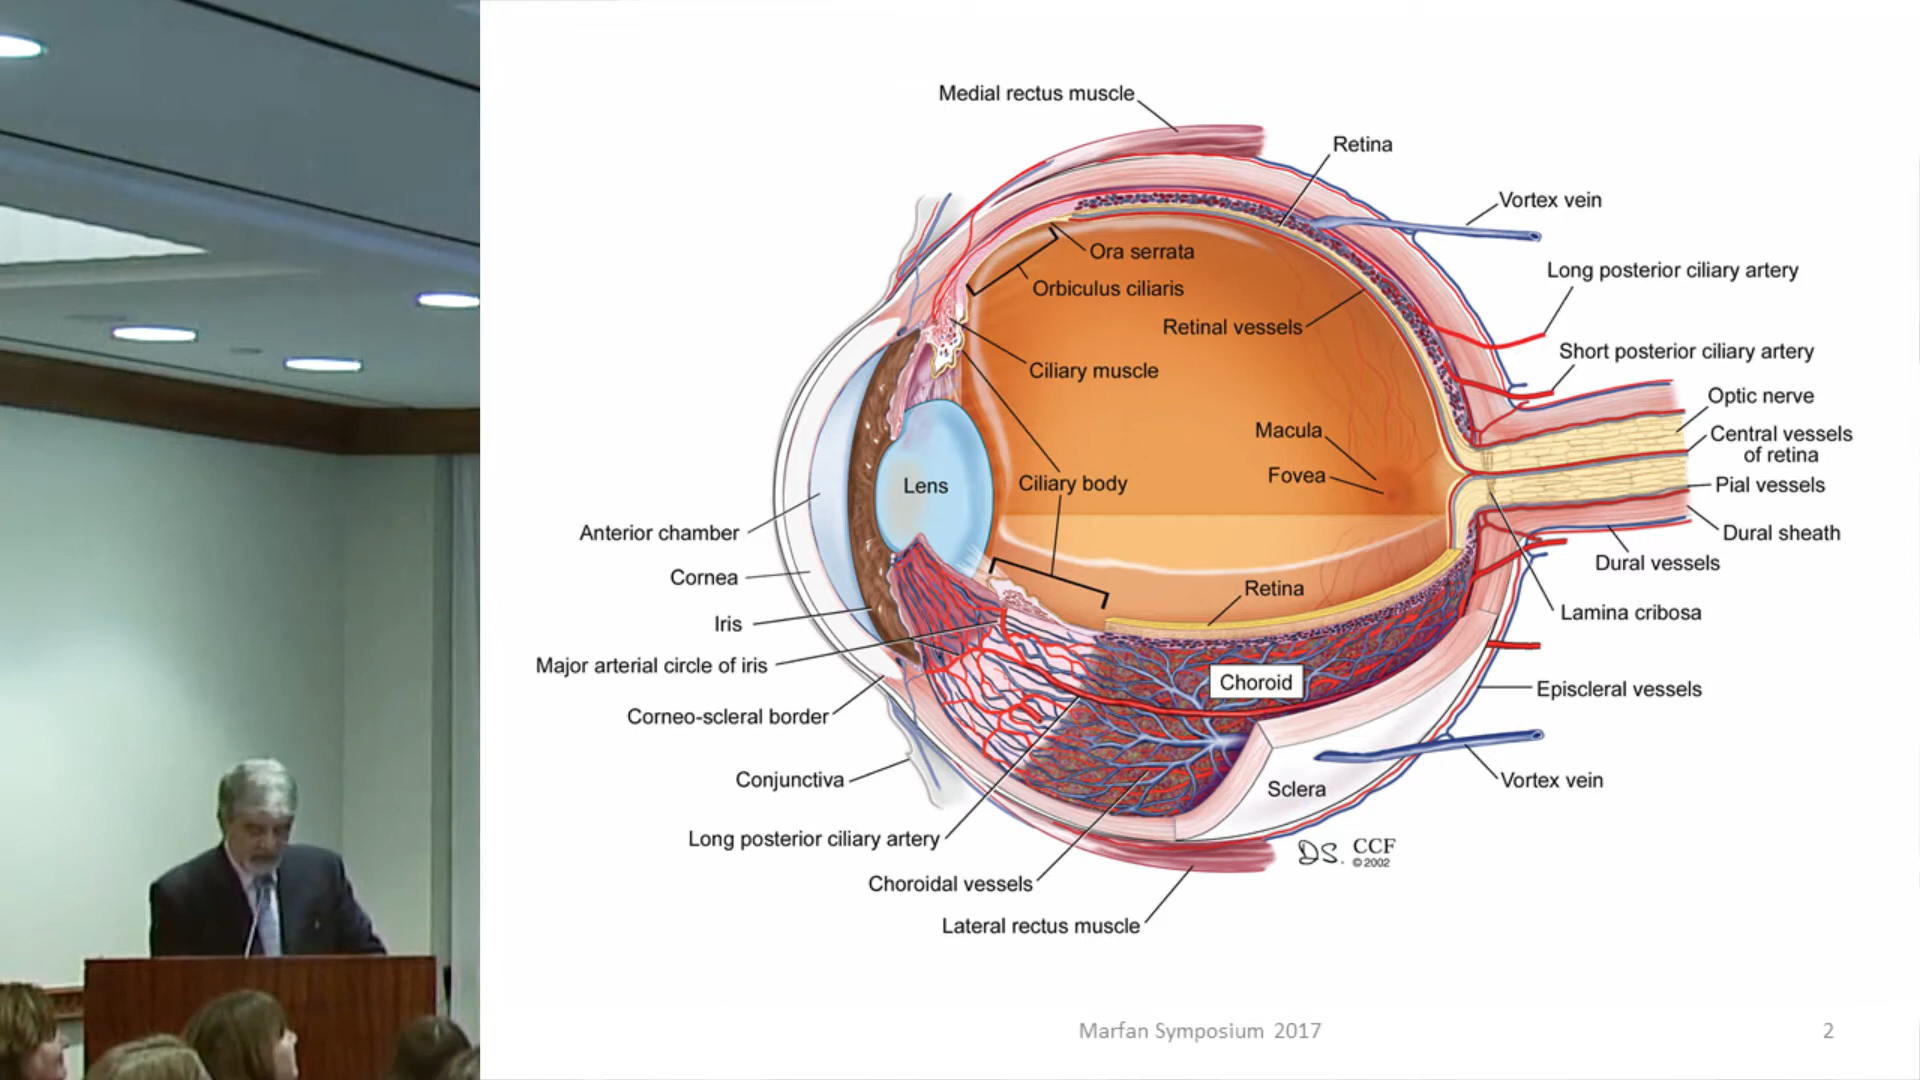 Medial rectus muscle
Retina
Vortex vein
Ora serrata
Long posterior ciliary artery
Orbiculus ciliaris
Retinal vessels
Short posterior ciliary artery
Ciliary muscle
Optic nerve
Macula
Central vessels
of retina
Fovea
Ciliary body
Lens
Pial vessels
Anterior chamber
Dural sheath
Dural vessels
Cornea
Retina
Lamina cribosa
Iris
Major arterial circle of iris
Choroid
Episcleral vessels
Corneo-scleral border
Conjunctiva
Sclera
Vortex vein
Long posterior ciliary artery
DS. CCF
© 2002
Choroidal vessels
Lateral rectus muscle
Marfan Symposium 2017
2